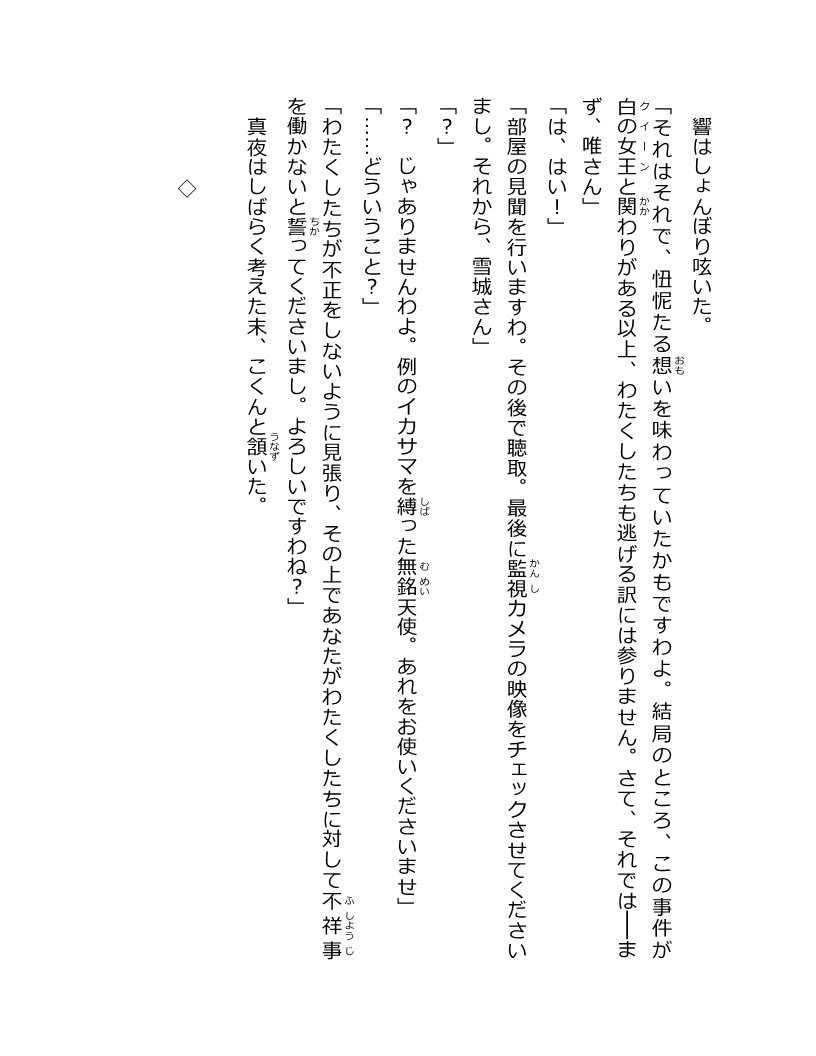 響はしょんぼり呟いた。
「それはそれで、忸怩たる想いを味わっていたかもですわよ。結局のところ、この事件が
白の女王と関わりがある以上、わたくしたちも逃げる訳には参りません。さて、それでは──ま
ず、唯さん」
「は、はい！」
「部屋の見聞を行いますわ。その後で聴取。最後に監視カメラの映像をチェックさせてください
まし。それから、雪城さん」
「？」
「？　じゃありませんわよ。例のイカサマを縛った無銘天使。あれをお使いくださいませ」
「……どういうこと？」
「わたくしたちが不正をしないように見張り、その上であなたがわたくしたちに対して不祥事
を働かないと誓ってくださいまし。よろしいですわね？」
真夜はしばらく考えた末、こくんと頷いた。
◇